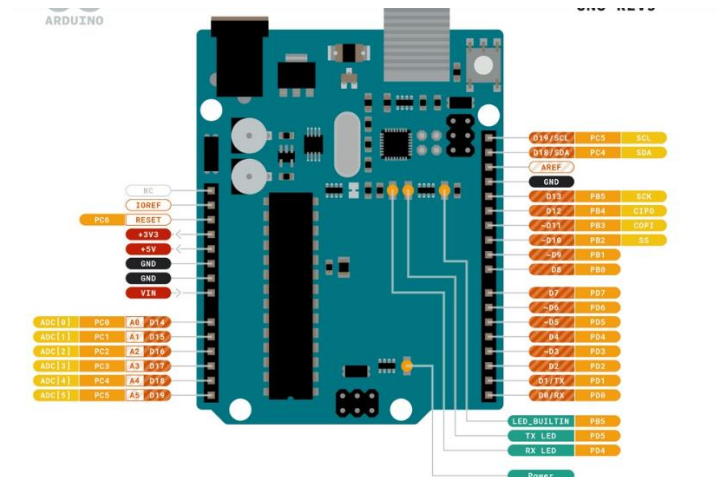 ARDUINO
UNO REV3
NC
IOREF
PC6 RESET
+3V3
+5V
GND
GND
VIN
ADC[0] PC0 A0 D14
ADC[1] PC1 A1 D15
ADC[2] PC2 A2 D16
ADC[3] PC3 A3 D17
ADC[4] PC4 A4 D18
ADC[5] PC5 A5 D19
D19/SCL PC5 SCL
D18/SDA PC4 SDA
AREF
GND
D13 PB5 SCK
D12 PB4 CIPO
~D11 PB3 COPI
~D10 PB2 SS
~D9 PB1
D8 PB0
D7 PD7
~D6 PD6
~D5 PD5
D4 PD4
~D3 PD3
D2 PD2
D1/TX PD1
D0/RX PD0
LED_BUILTIN PB5
TX LED PD5
RX LED PD4
Power